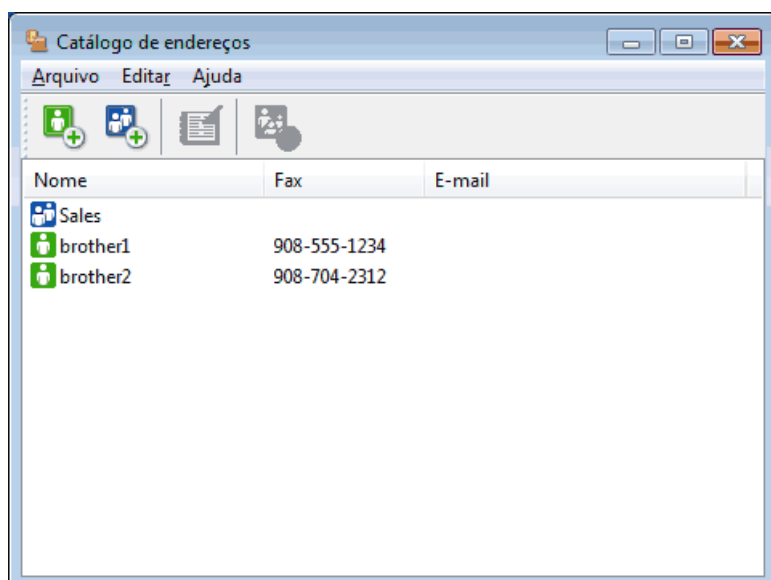 Catálogo de endereços
Arquivo Editar Ajuda
Nome Fax E-mail
Sales
brother1 908-555-1234
brother2 908-704-2312